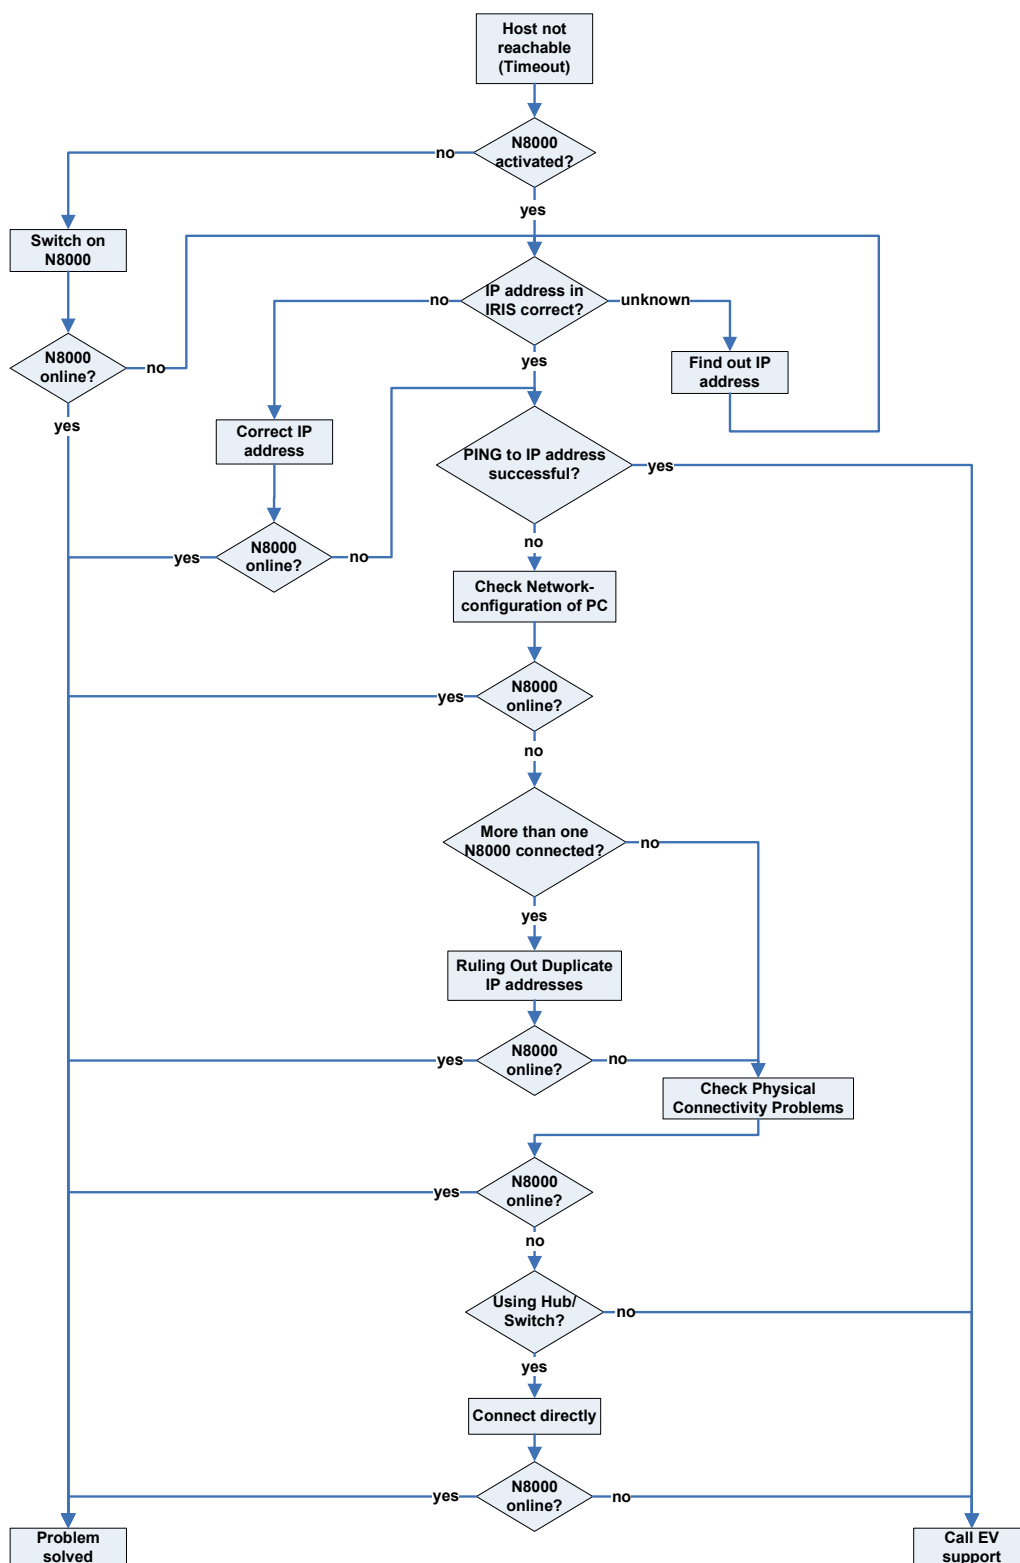 Host not
reachable
(Timeout)
N8000
activated?
no
yes
Switch on
N8000
IP address in
IRIS correct?
no
unknown
N8000
online?
no
yes
Find out IP
address
yes
Correct IP
address
PING to IP address
successful?
yes
N8000
online?
yes
no
no
Check Network-
configuration of PC
N8000
online?
yes
no
More than one
N8000 connected?
no
yes
Ruling Out Duplicate
IP addresses
N8000
online?
yes
no
Check Physical
Connectivity Problems
N8000
online?
yes
no
Using Hub/
Switch?
no
yes
Connect directly
N8000
online?
yes
no
Problem
solved
Call EV
support